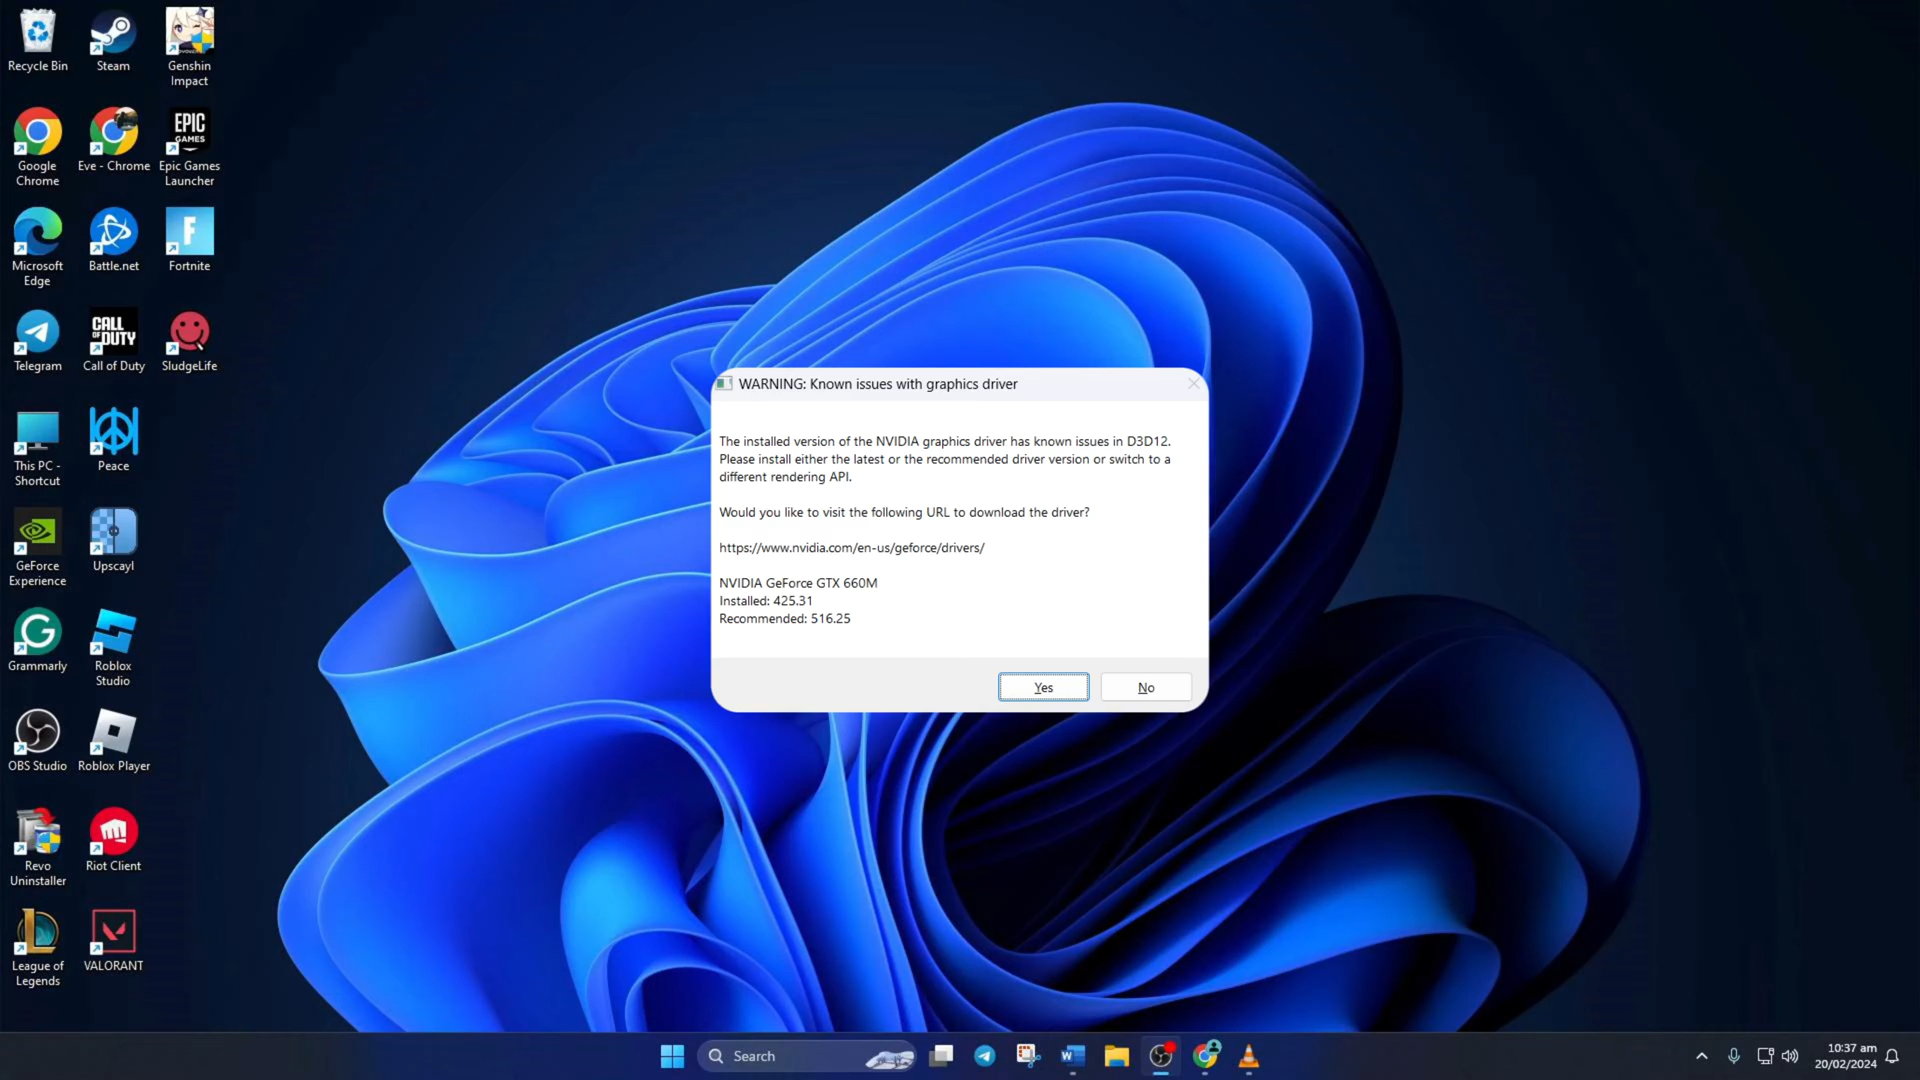 Recycle Bin
Steam
Genshin
Impact
Google
Chrome
Eve - Chrome
EPIC
GAMES
Epic Games
Launcher
Microsoft
Edge
Battle.net
F
Fortnite
Telegram
CALL
OF DUTY
Call of Duty
SludgeLife
This PC -
Shortcut
Peace
GeForce
Experience
Upscayl
Grammarly
Roblox
Studio
OBS Studio
Roblox Player
Revo
Uninstaller
Riot Client
League of
Legends
VALORANT
WARNING: Known issues with graphics driver
The installed version of the NVIDIA graphics driver has known issues in D3D12.
Please install either the latest or the recommended driver version or switch to a
different rendering API.
Would you like to visit the following URL to download the driver?
https://www.nvidia.com/en-us/geforce/drivers/
NVIDIA GeForce GTX 660M
Installed: 425.31
Recommended: 516.25
Yes
No
Search
10:37 am
20/02/2024